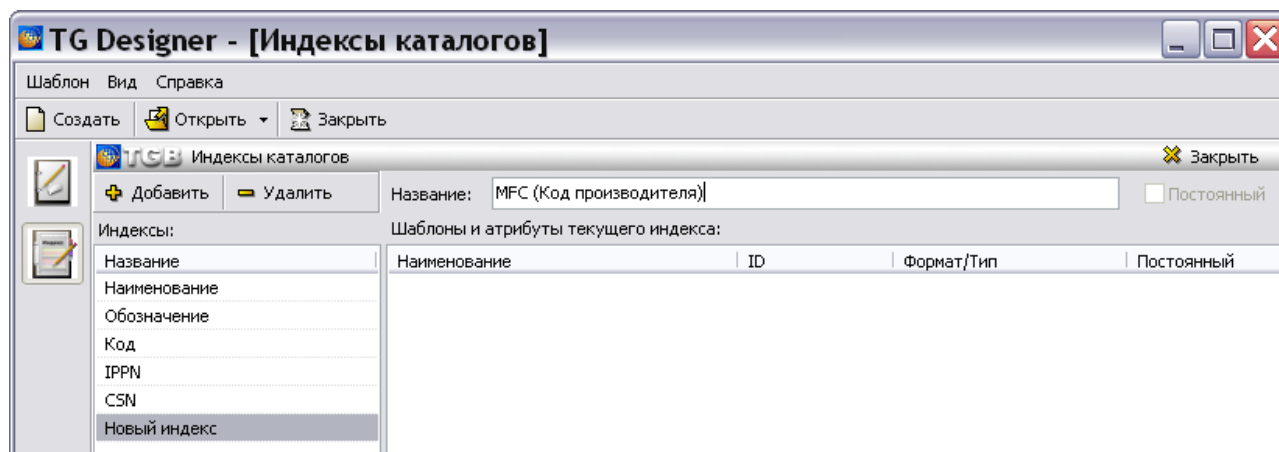 TG Designer - [Индексы каталогов]
Шаблон Вид Справка
Создать Открыть Закрыть
TGB Индексы каталогов Закрыть
Добавить Удалить Название: MFC (Код производителя) Постоянный
Индексы: Шаблоны и атрибуты текущего индекса:
Название Наименование ID Формат/Тип Постоянный
Наименование
Обозначение
Код
IPPN
CSN
Новый индекс